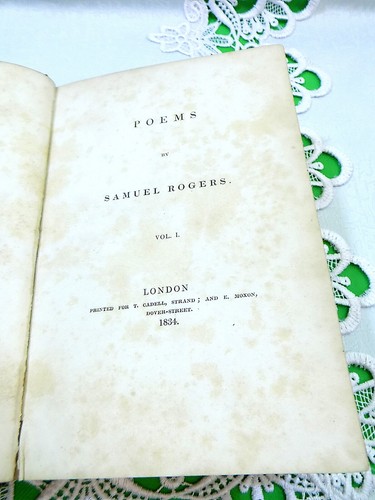 POEMS
BY
SAMUEL ROGERS.
VOL. I.
LONDON
PRINTED FOR T. CADELL, STRAND; AND E. MOXON,
DOVER-STREET.
1834.